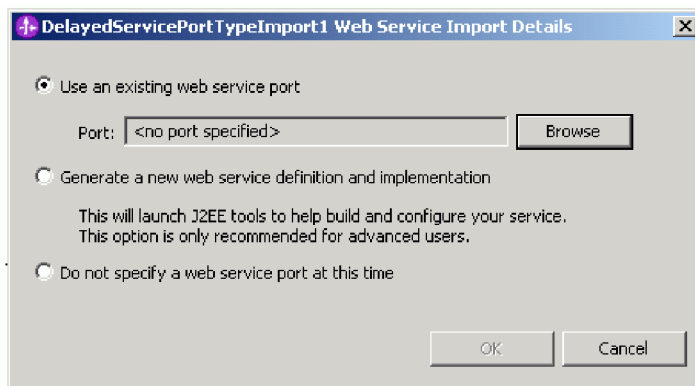 DelayedServicePortTypeImport1 Web Service Import Details
Use an existing web service port
Port: <no port specified> Browse
Generate a new web service definition and implementation
This will launch J2EE tools to help build and configure your service.
This option is only recommended for advanced users.
Do not specify a web service port at this time
OK Cancel